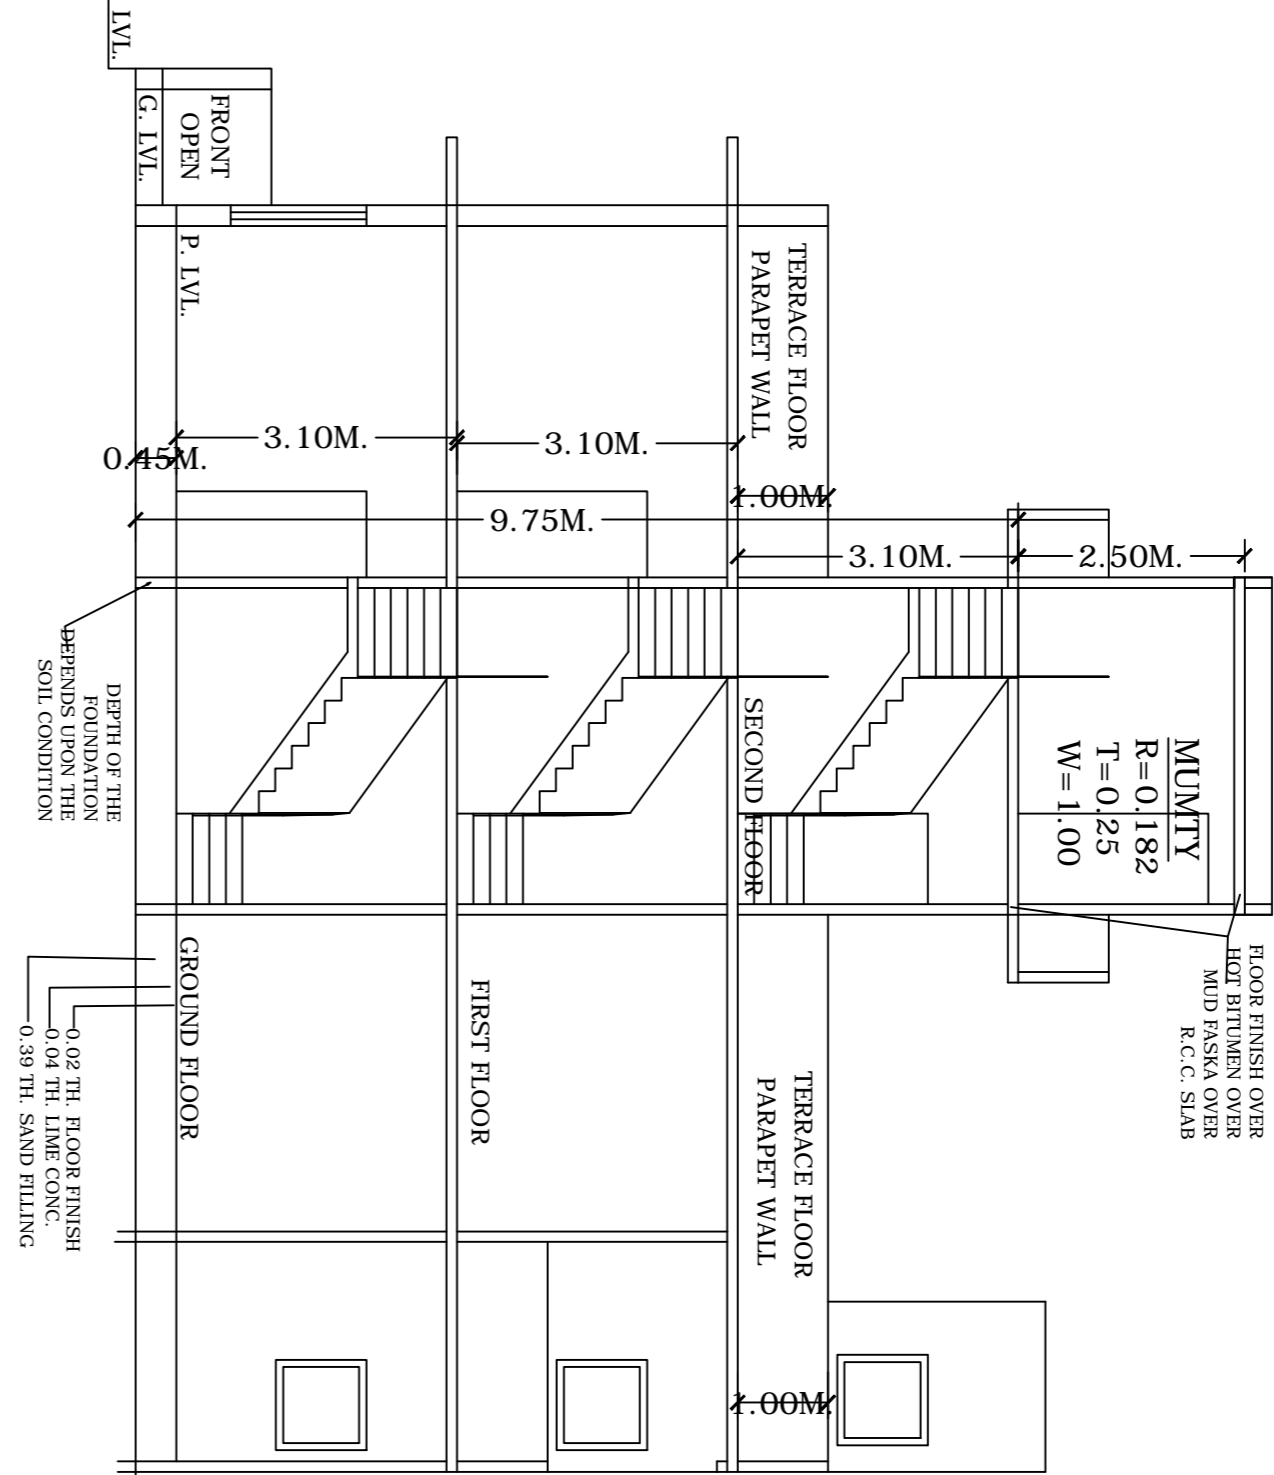 LVL.
G. LVL.
FRONT
OPEN
P. LVL.
TERRACE FLOOR
PARAPET WALL
0.45M.
3.10M.
3.10M.
1.00M.
9.75M.
3.10M.
2.50M.
DEPTH OF THE
FOUNDATION
DEPENDS UPON THE
SOIL CONDITION
SECOND FLOOR
MUMTY
R=0.182
T=0.25
W=1.00
FLOOR FINISH OVER
HOT BITUMEN OVER
MUD FASKA OVER
R.C.C. SLAB
GROUND FLOOR
FIRST FLOOR
TERRACE FLOOR
PARAPET WALL
0.02 TH. FLOOR FINISH
0.04 TH. LIME CONC.
0.39 TH. SAND FILLING
1.00M.